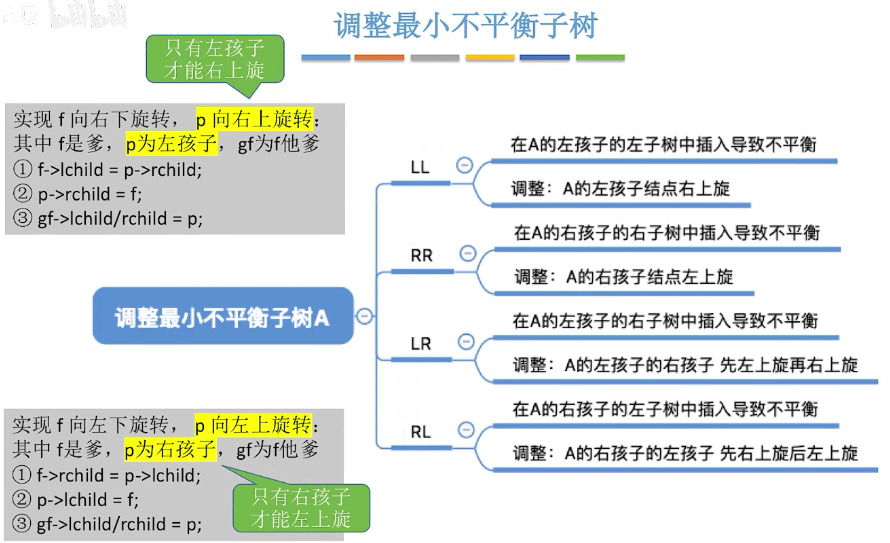 bilibili
调整最小不平衡子树
只有左孩子
才能右上旋
实现 f 向右下旋转， p 向右上旋转：
其中 f是爹，p为左孩子，gf为f他爹
① f->lchild = p->rchild;
② p->rchild = f;
③ gf->lchild/rchild = p;
调整最小不平衡子树A
LL
在A的左孩子的左子树中插入导致不平衡
调整：A的左孩子结点右上旋
RR
在A的右孩子的右子树中插入导致不平衡
调整：A的右孩子结点左上旋
LR
在A的左孩子的右子树中插入导致不平衡
调整：A的左孩子的右孩子 先左上旋再右上旋
RL
在A的右孩子的左子树中插入导致不平衡
调整：A的右孩子的左孩子 先右上旋后左上旋
实现 f 向左下旋转， p 向左上旋转：
其中 f是爹，p为右孩子，gf为f他爹
① f->rchild = p->lchild;
② p->lchild = f;
③ gf->lchild/rchild = p;
只有右孩子
才能左上旋